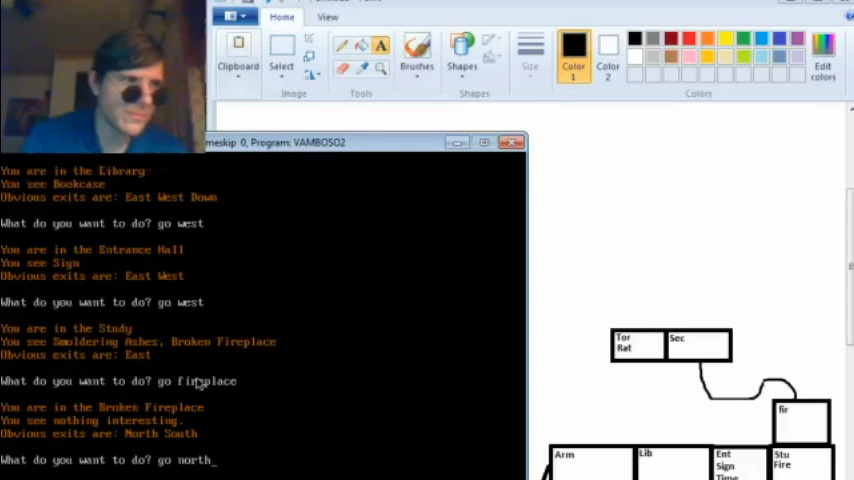 Home
View
Clipboard
Select
Image
Tools
Brushes
Shapes
Shapes
Size
Color
1
Color
2
Edit
colors
Colors
meskip 0, Program: VAMBOSO2
You are in the Library
You see Bookcase
Obvious exits are: East West Down
What do you want to do? go west
You are in the Entrance Hall
You see Sign
Obvious exits are: East West
What do you want to do? go west
You are in the Study
You see Smoldering Ashes, Broken Fireplace
Obvious exits are: East
What do you want to do? go fireplace
You are in the Broken Fireplace
You see nothing interesting.
Obvious exits are: North South
What do you want to do? go north_
Tor
Rat
Sec
fir
Arm
Lib
Ent
Sign
Time
Stu
Fire